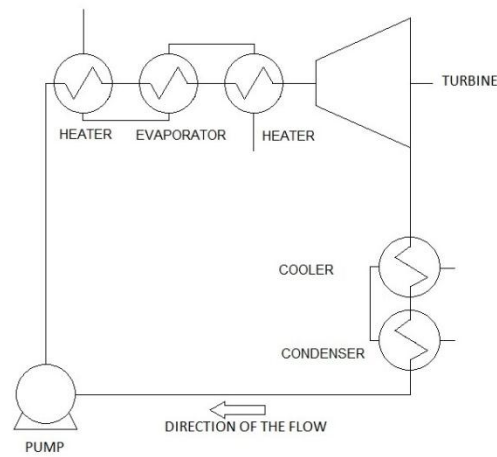 TURBINE
HEATER
EVAPORATOR
HEATER
COOLER
CONDENSER
DIRECTION OF THE FLOW
PUMP